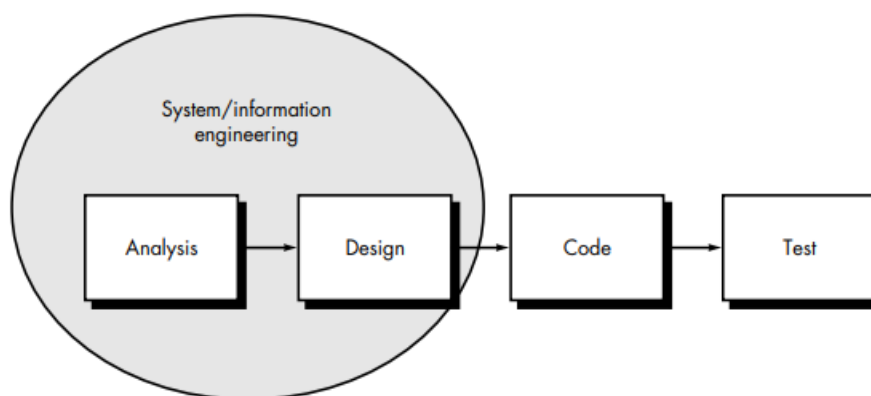 System/information
engineering
Analysis
Design
Code
Test